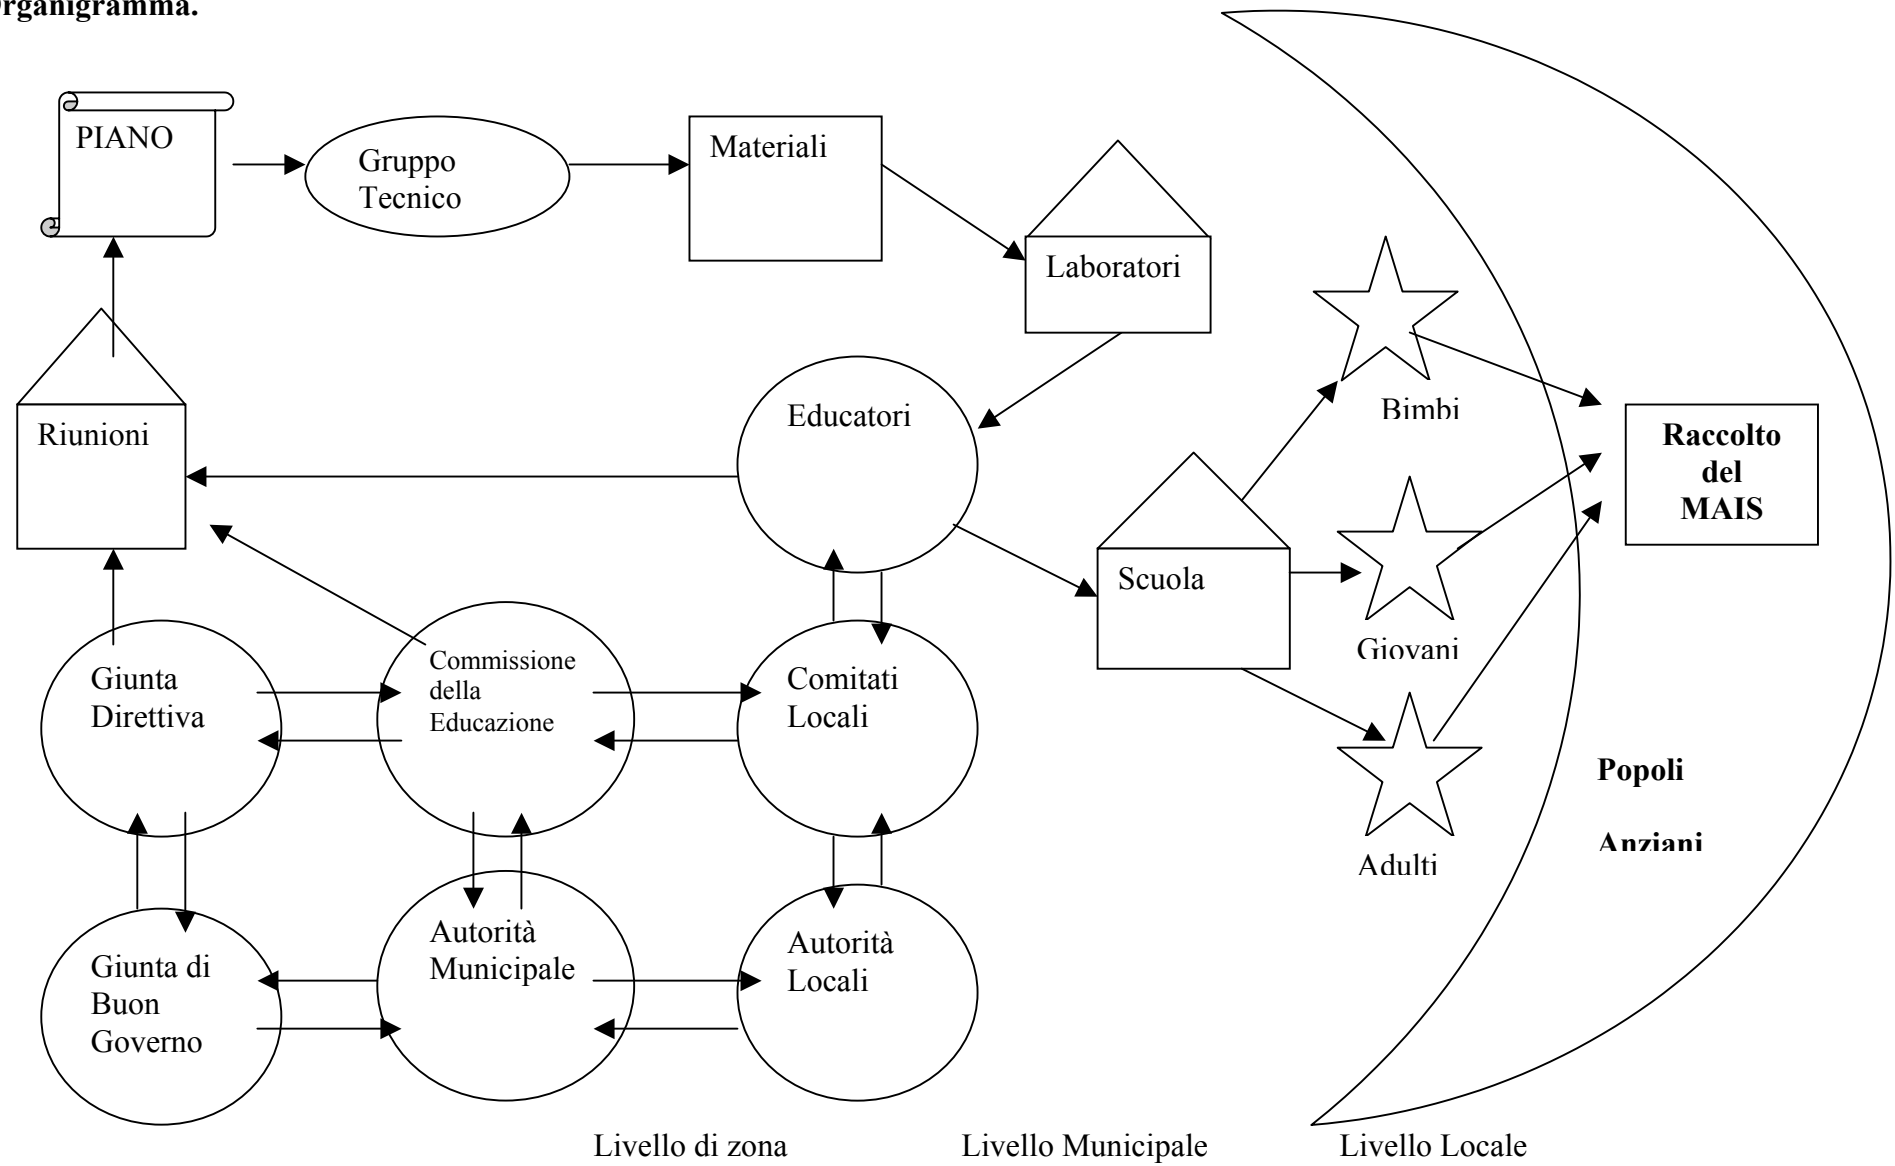 Organigramma.
PIANO
Gruppo
Tecnico
Materiali
Laboratori
Riunioni
Educatori
Bimbi
Raccolto
del
MAIS
Scuola
Giovani
Giunta
Direttiva
Commissione
della
Educazione
Comitati
Locali
Popoli
Anziani
Adulti
Giunta di
Buon
Governo
Autorità
Municipale
Autorità
Locali
Livello di zona
Livello Municipale
Livello Locale